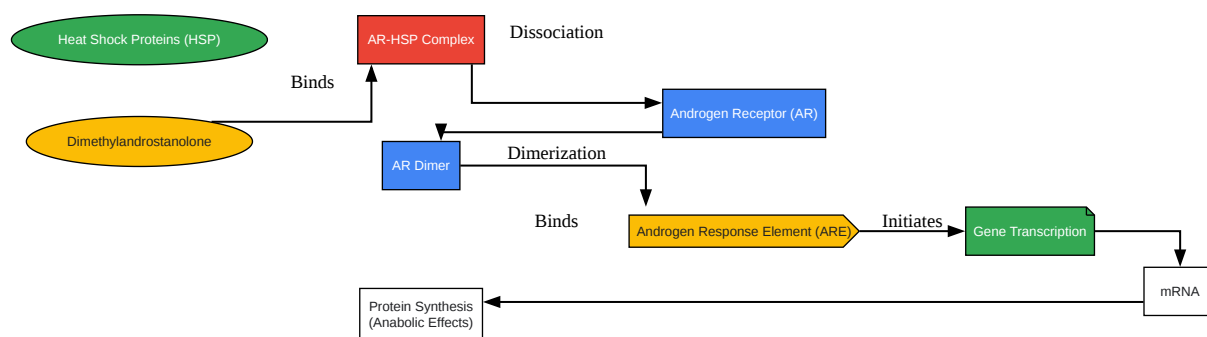 Heat Shock Proteins (HSP)
AR-HSP Complex
Dissociation
Binds
Dimethylandrostanolone
Androgen Receptor (AR)
AR Dimer
Dimerization
Binds
Androgen Response Element (ARE)
Initiates
Gene Transcription
mRNA
Protein Synthesis
(Anabolic Effects)